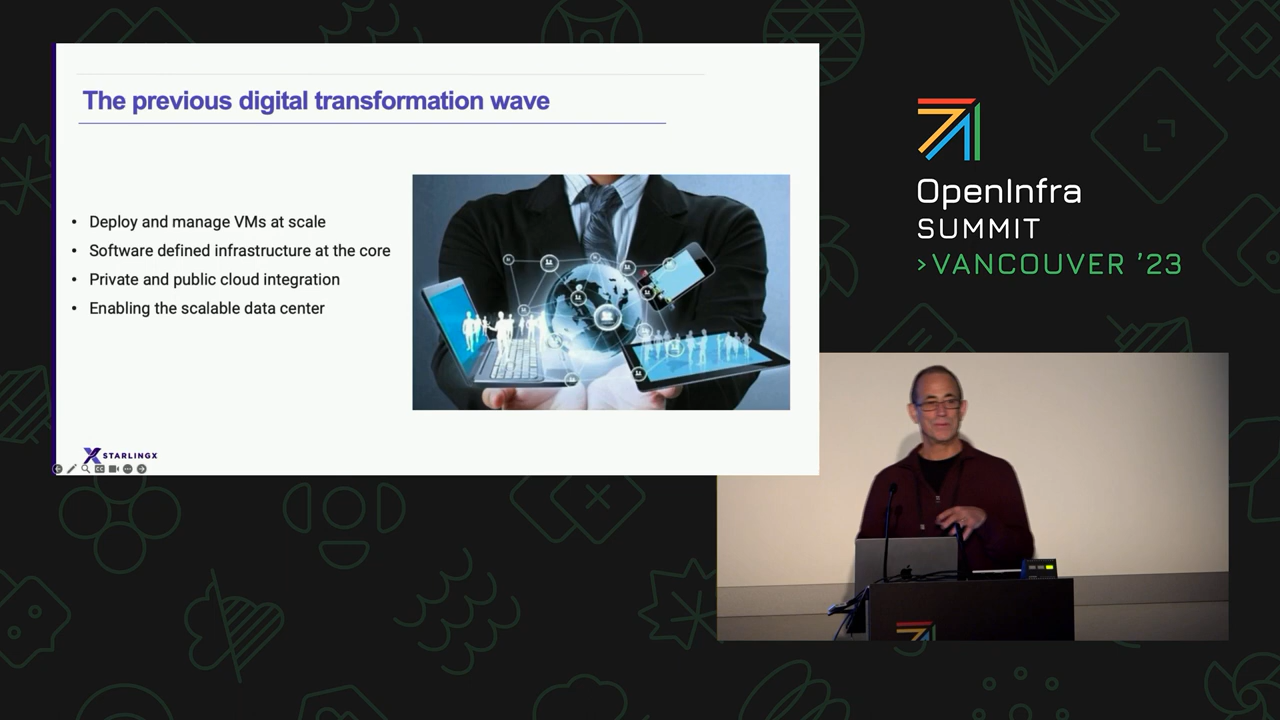 The previous digital transformation wave
• Deploy and manage VMs at scale
• Software defined infrastructure at the core
• Private and public cloud integration
• Enabling the scalable data center
STARLINGX
OpenInfra
SUMMIT
>VANCOUVER '23